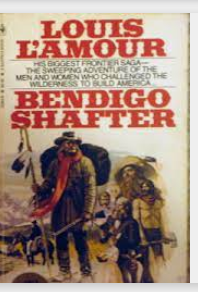 LOUIS
L'AMOUR
HIS BIGGEST FRONTIER SAGA—
THE SWEEPING ADVENTURE OF THE
MEN AND WOMEN WHO CHALLENGED THE
WILDERNESS TO BUILD AMERICA...
BENDIGO
SHAFTER